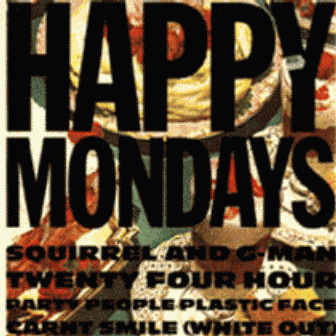 HAPPY
MONDAYS
SQUIRREL AND G-MAN
TWENTY FOUR HOUR
PARTY PEOPLE PLASTIC FACE
CARNT SMILE (WHITE OUT